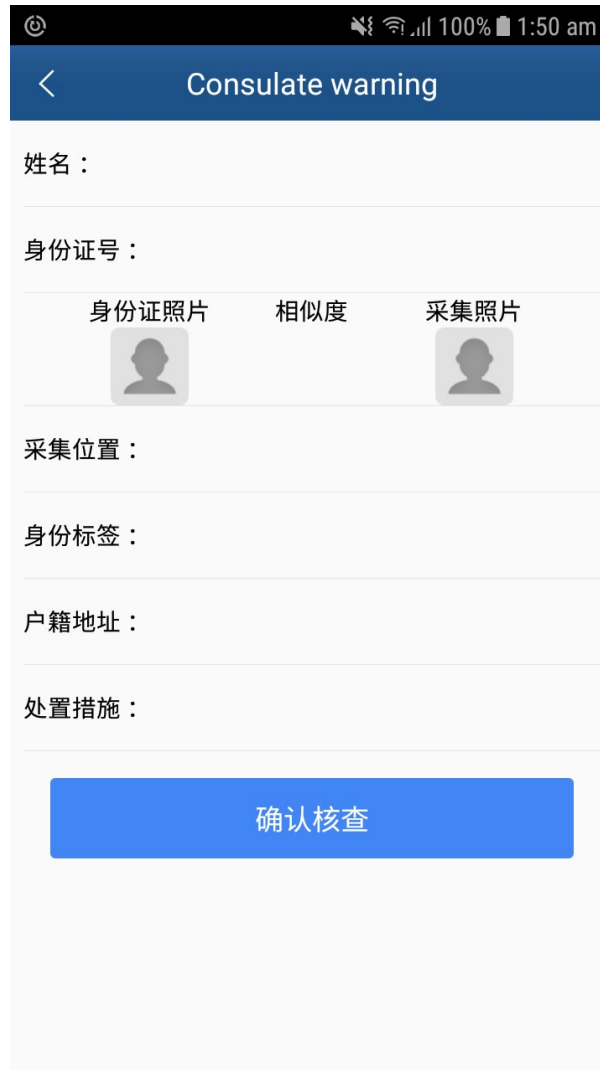 100% 1:50 am
Consulate warning
姓名：
身份证号：
身份证照片 相似度 采集照片
采集位置：
身份标签：
户籍地址：
处置措施：
确认核查